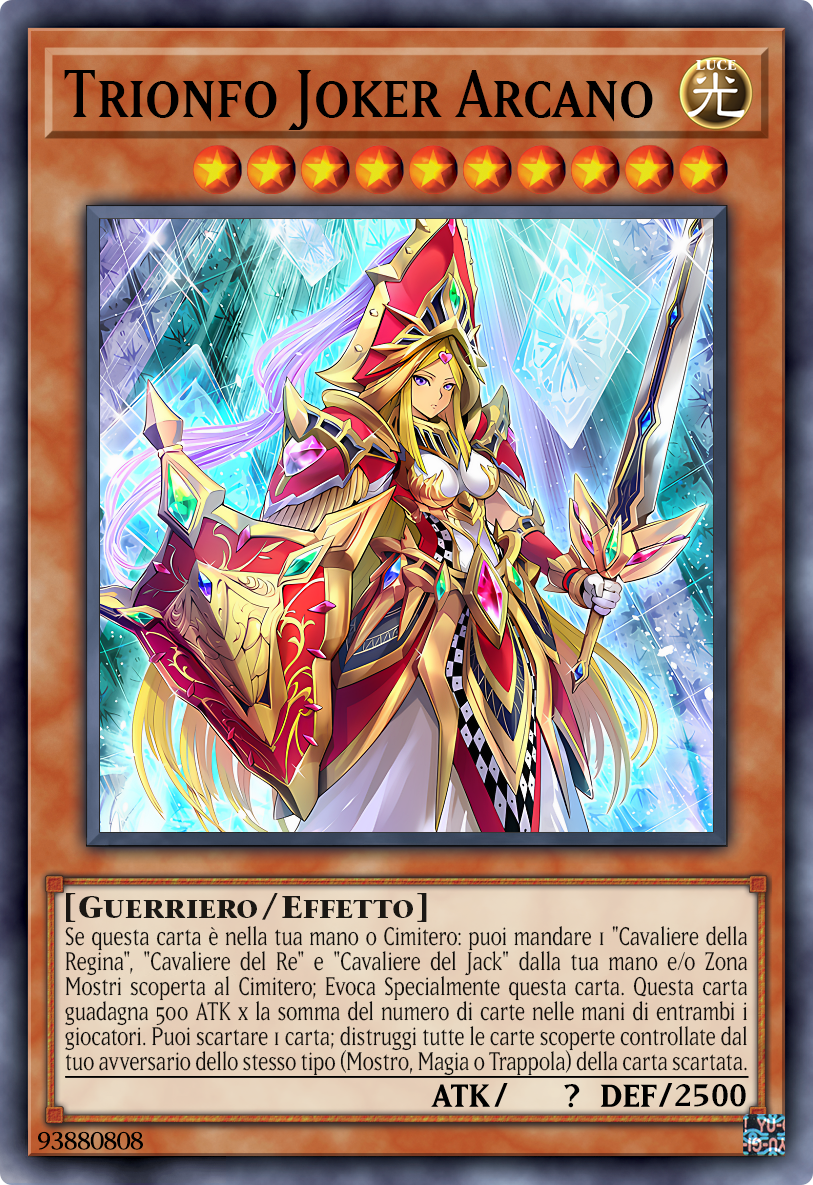 Trionfo Joker Arcano
LUCE
光
[Guerriero/Effetto]
Se questa carta è nella tua mano o Cimitero: puoi mandare 1 "Cavaliere della
Regina", "Cavaliere del Re" e "Cavaliere del Jack" dalla tua mano e/o Zona
Mostri scoperta al Cimitero; Evoca Specialmente questa carta. Questa carta
guadagna 500 ATK x la somma del numero di carte nelle mani di entrambi i
giocatori. Puoi scartare 1 carta; distruggi tutte le carte scoperte controllate dal
tuo avversario dello stesso tipo (Mostro, Magia o Trappola) della carta scartata.
ATK/ ? DEF/2500
93880808